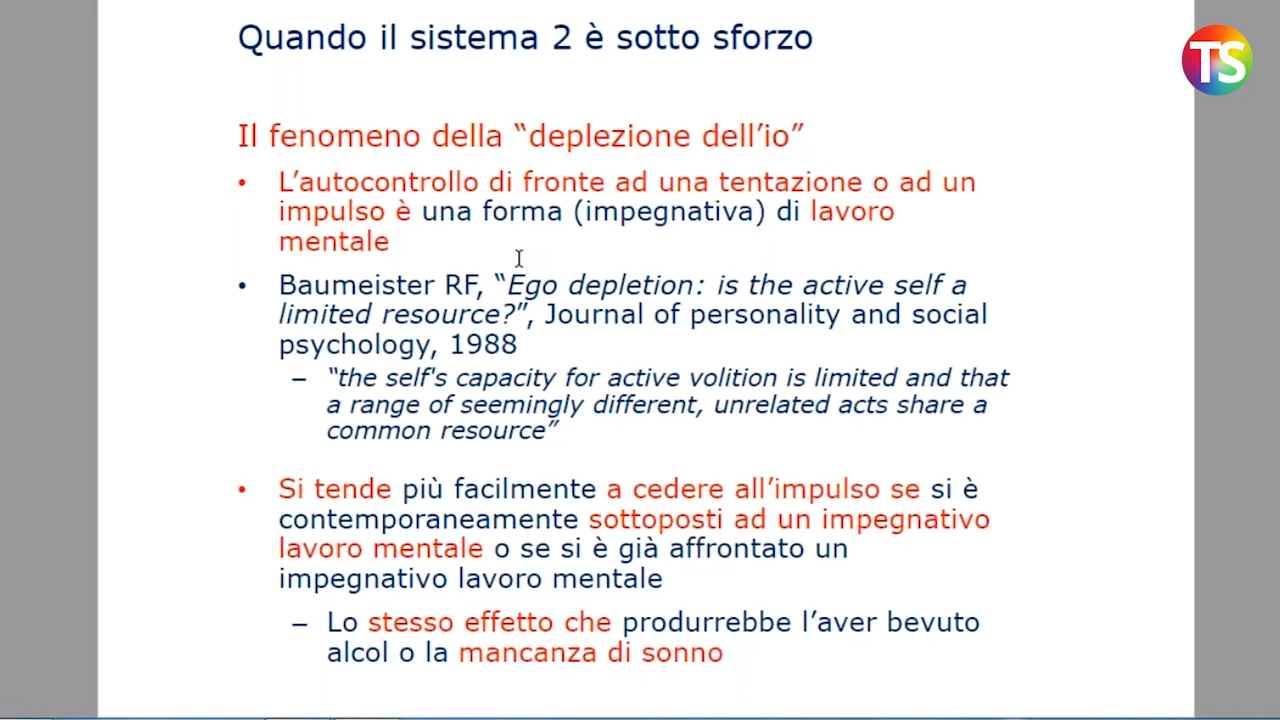 Quando il sistema 2 è sotto sforzo
TS
Il fenomeno della “deplezione dell’io”
• L’autocontrollo di fronte ad una tentazione o ad un
impulso è una forma (impegnativa) di lavoro
mentale
• Baumeister RF, “Ego depletion: is the active self a
limited resource?”, Journal of personality and social
psychology, 1988
– “the self's capacity for active volition is limited and that
a range of seemingly different, unrelated acts share a
common resource”
• Si tende più facilmente a cedere all’impulso se si è
contemporaneamente sottoposti ad un impegnativo
lavoro mentale o se si è già affrontato un
impegnativo lavoro mentale
– Lo stesso effetto che produrrebbe l’aver bevuto
alcol o la mancanza di sonno